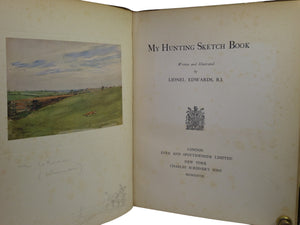 MY HUNTING SKETCH BOOK
Written and Illustrated
by
LIONEL EDWARDS, R.I.
LONDON
EYRE AND SPOTTISWOODE LIMITED
NEW YORK
CHARLES SCRIBNER'S SONS